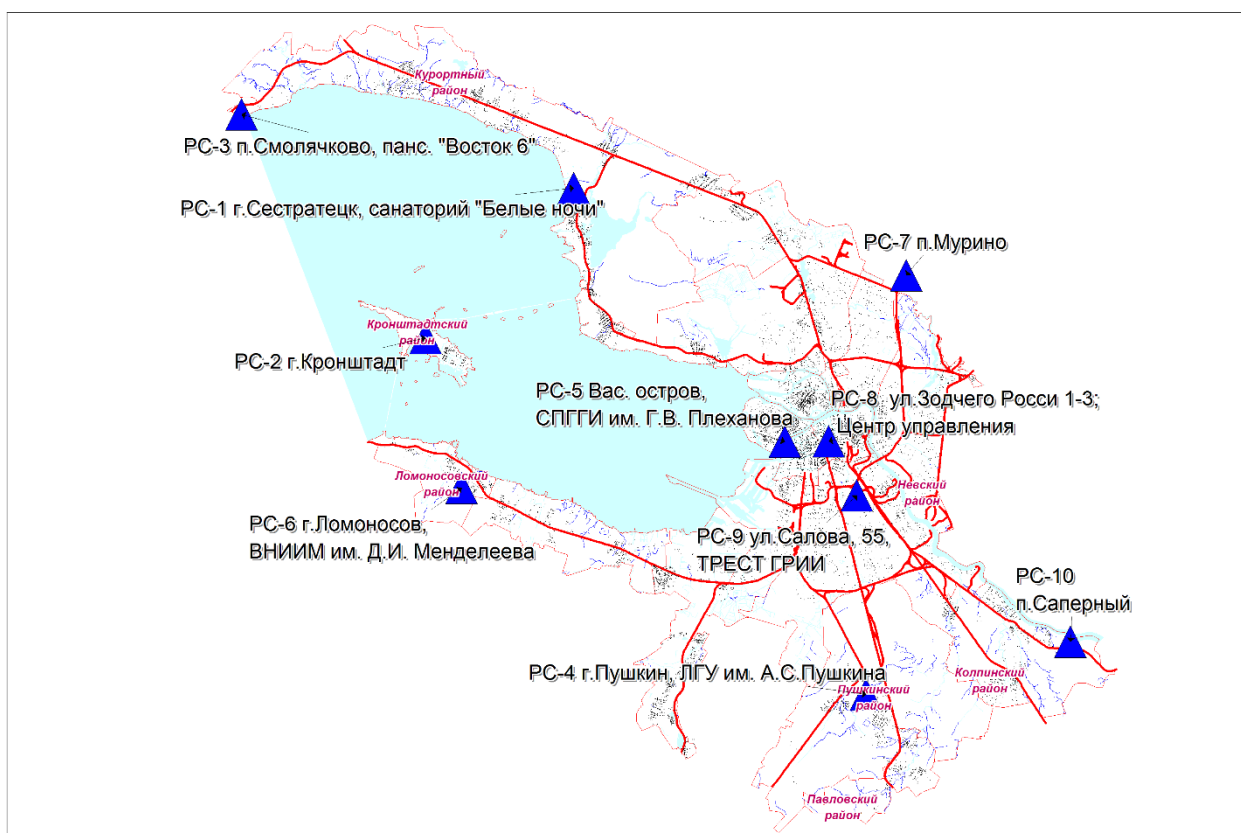 Курортный
район
РС-3 п.Смолячково, панс. "Восток 6"
РС-1 г.Сестратецк, санаторий "Белые ночи"
РС-7 п.Мурино
Кронштадтский
район
РС-2 г.Кронштадт
РС-5 Вас. остров,
СПГГИ им. Г.В. Плеханова
РС-8 ул.Зодчего Росси 1-3;
Центр управления
Ломоносовский
район
Невский
район
РС-6 г.Ломоносов,
ВНИИМ им. Д.И. Менделеева
РС-9 ул.Салова, 55,
ТРЕСТ ГРИИ
РС-10
п.Саперный
РС-4 г.Пушкин, ЛГУ им. А.С.Пушкина
Пушкинский
район
Колпинский
район
Павловский
район